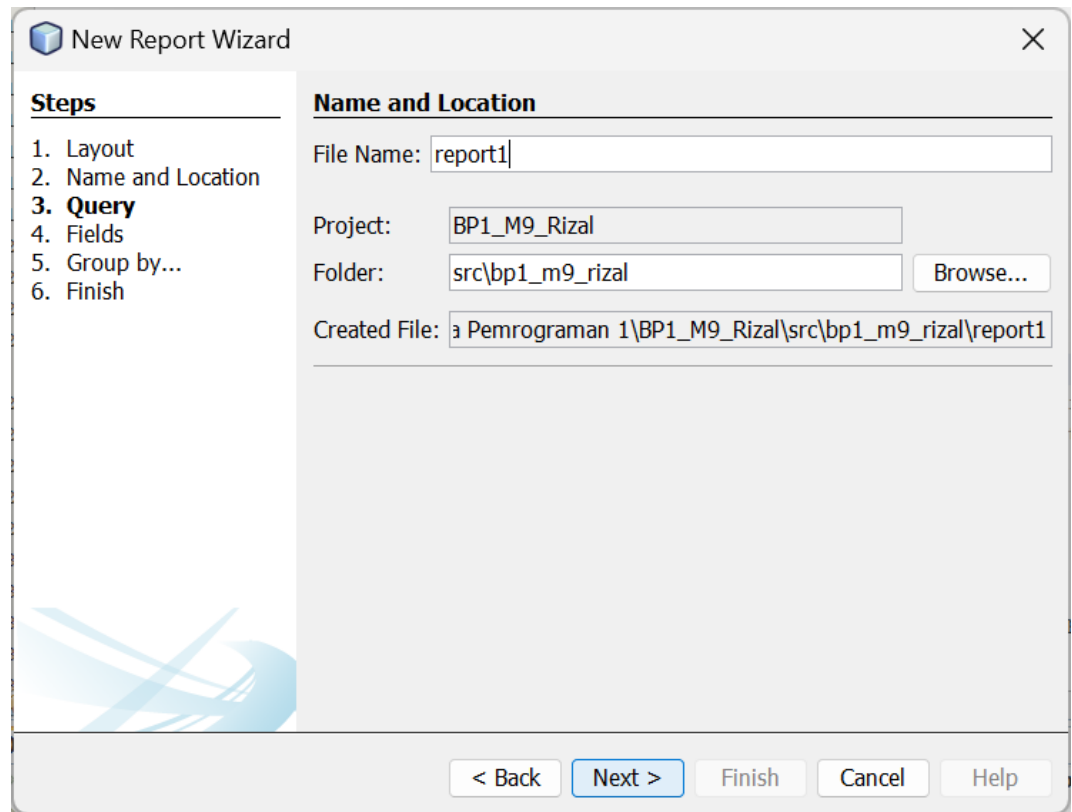 New Report Wizard
Steps
1. Layout
2. Name and Location
3. Query
4. Fields
5. Group by...
6. Finish
Name and Location
File Name: report1
Project: BP1_M9_Rizal
Folder: src\bp1_m9_rizal Browse...
Created File: a Pemrograman 1\BP1_M9_Rizal\src\bp1_m9_rizal\report1
< Back Next > Finish Cancel Help